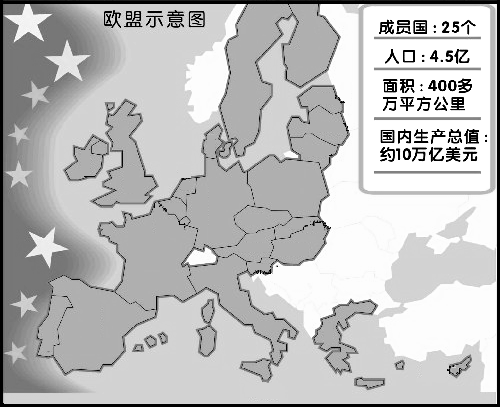 欧盟示意图
成员国：25个
人口：4.5亿
面积：400多
万平方公里
国内生产总值：
约10万亿美元